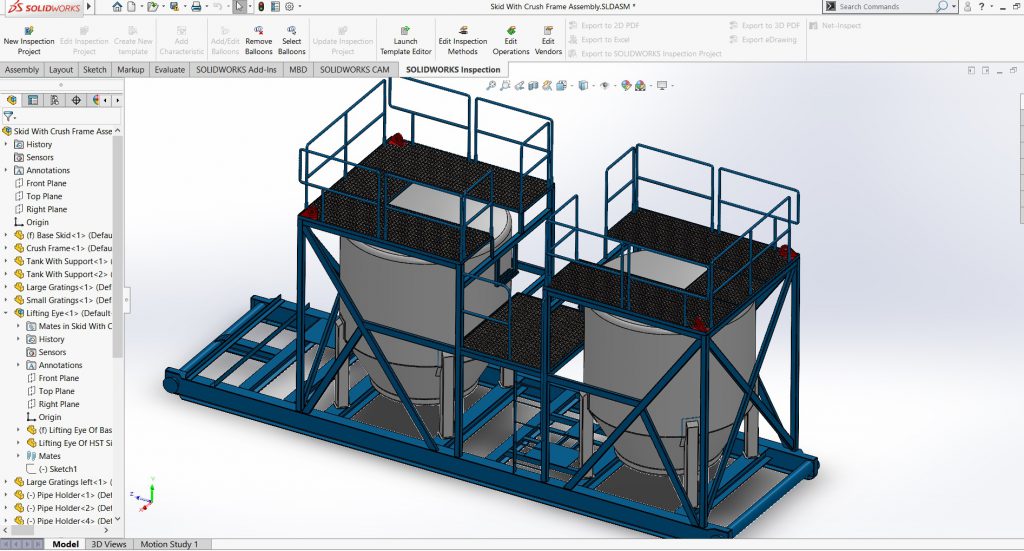 SOLIDWORKS
Skid With Crush Frame Assembly.SLDASM *
Search Commands
New Inspection Project
Edit Inspection Project
Create New template
Add Characteristic
Add/Edit Balloons
Remove Balloons
Select Balloons
Update Inspection Project
Launch Template Editor
Edit Inspection Methods
Edit Operations
Edit Vendors
Export to 2D PDF
Export to Excel
Export to SOLIDWORKS Inspection Project
Export to 3D PDF
Export eDrawing
Net-Inspect
Assembly Layout Sketch Markup Evaluate SOLIDWORKS Add-Ins MBD SOLIDWORKS CAM SOLIDWORKS Inspection
Skid With Crush Frame Asse
History
Sensors
Annotations
Front Plane
Top Plane
Right Plane
Origin
(f) Base Skid<1> (Defau
Crush Frame<1> (Defau
Tank With Support<1> (
Tank With Support<2> (
Large Gratings<1> (Def
Small Gratings<1> (Def
Lifting Eye<1> (Default
Mates in Skid With C
History
Sensors
Annotations
Front Plane
Top Plane
Right Plane
Origin
(f) Lifting Eye Of Bas
Lifting Eye Of HST Si
Mates
(-) Sketch1
Large Gratings left<1> (
(-) Pipe Holder<1> (Def
(-) Pipe Holder<2> (Def
(-) Pipe Holder<4> (Def
Model 3D Views Motion Study 1